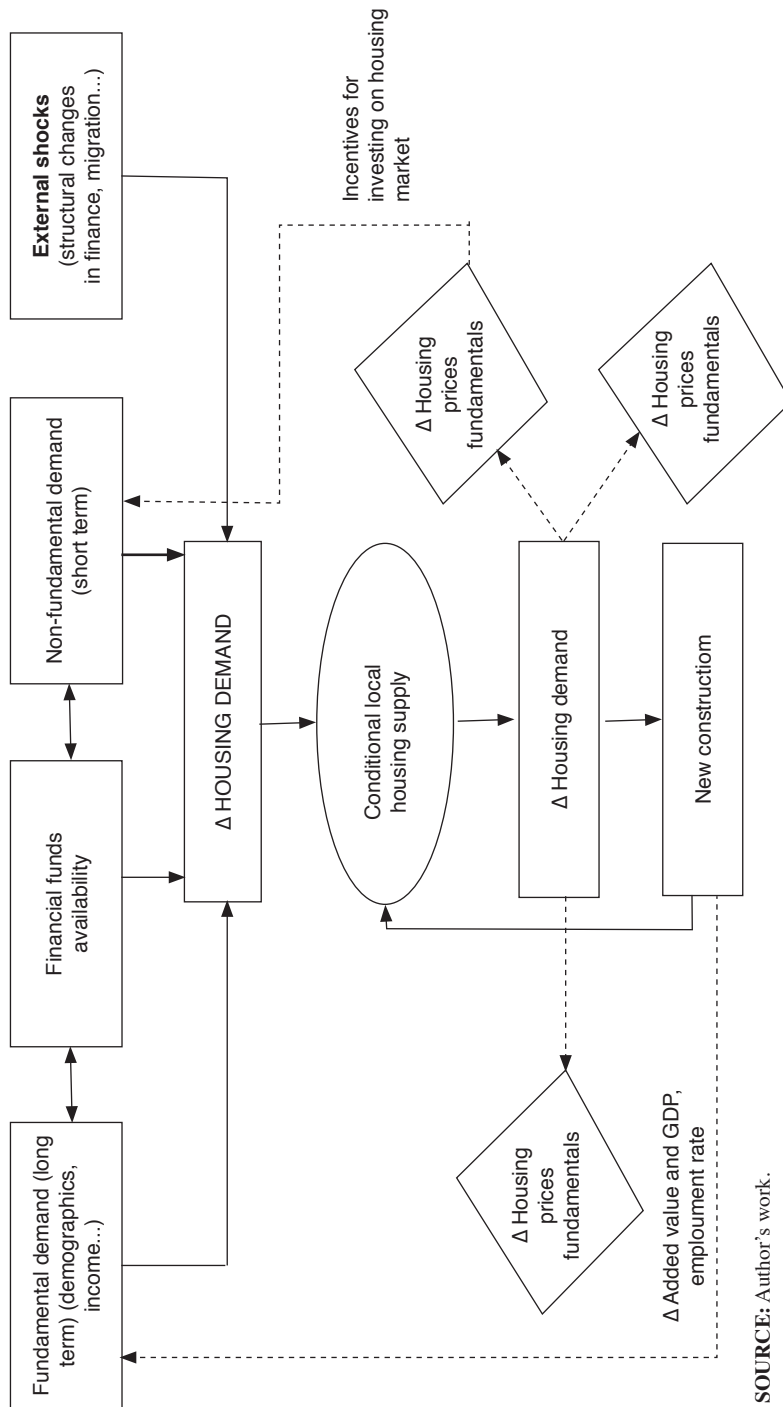 Fundamental demand (long
term) (demographics,
income...)
Financial funds
availability
Non-fundamental demand
(short term)
External shocks
(structural changes
in finance, migration...)
Δ HOUSING DEMAND
Conditional local
housing supply
Incentives for
investing on housing
market
Δ Housing
prices
fundamentals
Δ Housing demand
Δ Housing
prices
fundamentals
Δ Housing
prices
fundamentals
New constructiom
Δ Added value and GDP,
emploument rate
SOURCE: Author's work.